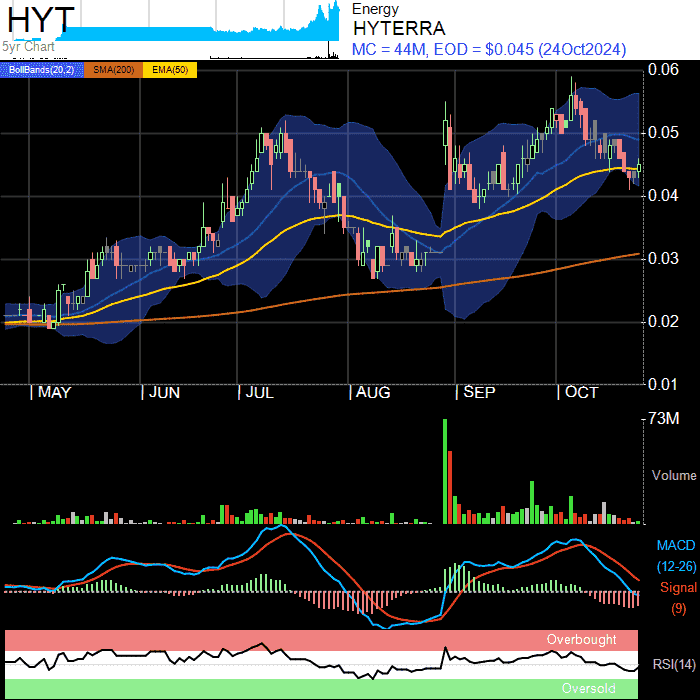 HYT
5yr Chart
Energy
HYTERRA
MC = 44M, EOD = $0.045 (24Oct2024)
BollBands(20,2) SMA(200) EMA(50)
0.06
0.05
0.04
0.03
0.02
0.01
MAY JUN JUL AUG SEP OCT
73M
Volume
MACD
(12-26)
Signal
(9)
Overbought
RSI(14)
Oversold